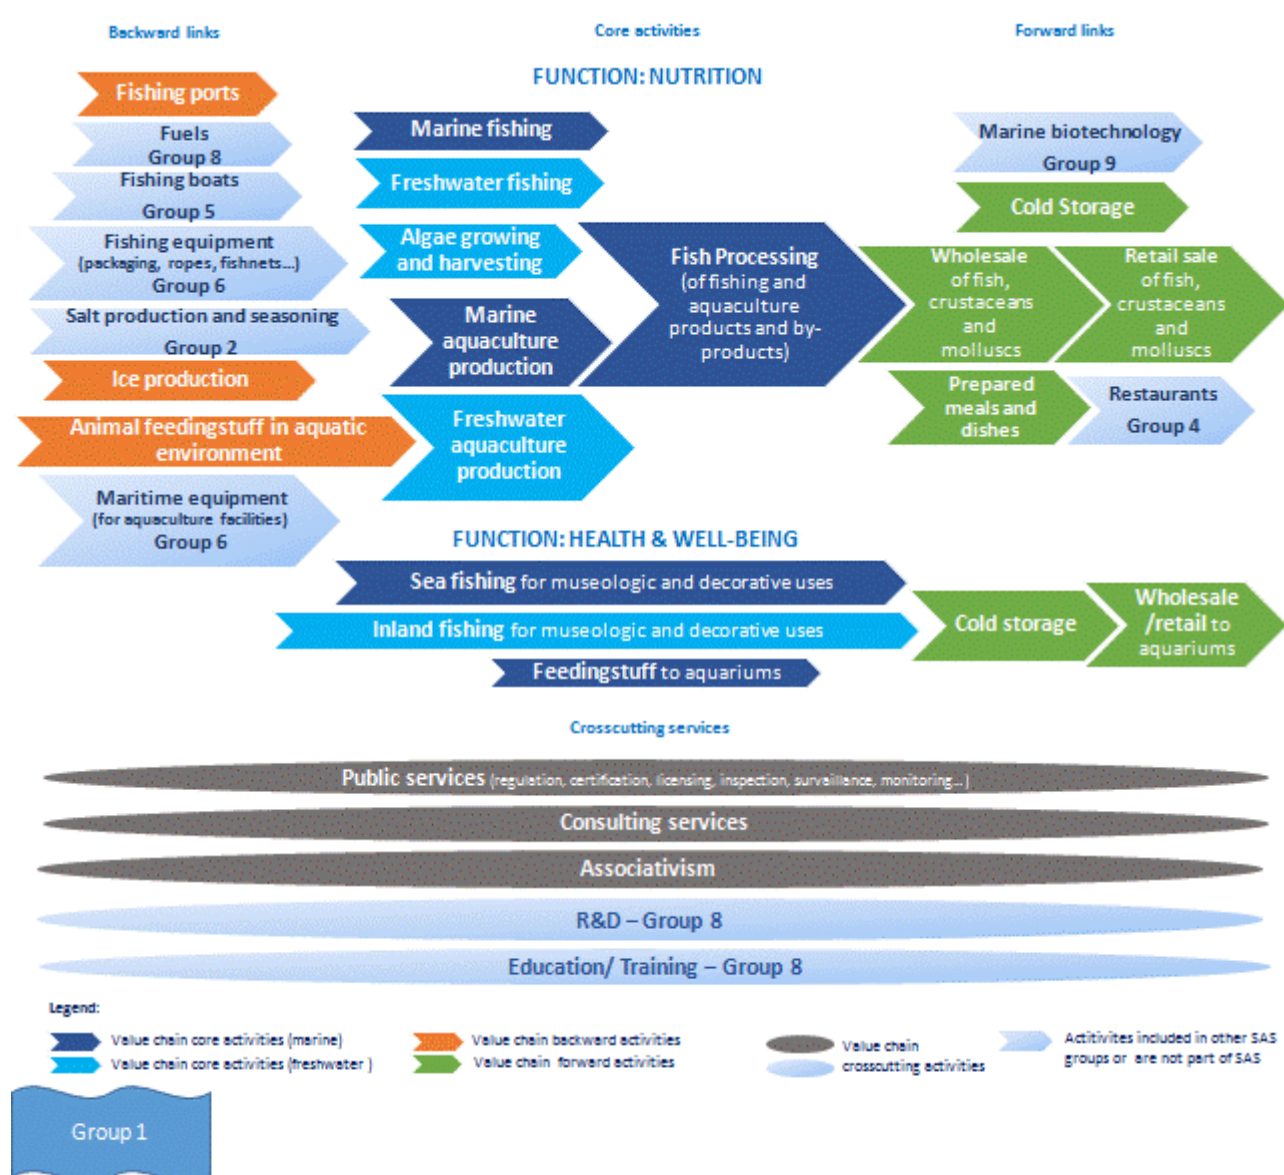 Backward links
Core activities
Forward links
FUNCTION: NUTRITION
Fishing ports
Fuels
Group 8
Fishing boats
Group 5
Fishing equipment
(packaging, ropes, fishnets...)
Group 6
Salt production and seasoning
Group 2
Ice production
Animal feedingstuff in aquatic
environment
Maritime equipment
(for aquaculture facilities)
Group 6
Marine fishing
Freshwater fishing
Algae growing
and harvesting
Marine
aquaculture
production
Freshwater
aquaculture
production
Fish Processing
(of fishing and
aquaculture
products and by-
products)
Marine biotechnology
Group 9
Cold Storage
Wholesale
of fish,
crustaceans
and
molluscs
Retail sale
of fish,
crustaceans
and
molluscs
Prepared
meals and
dishes
Restaurants
Group 4
FUNCTION: HEALTH & WELL-BEING
Sea fishing for museologic and decorative uses
Inland fishing for museologic and decorative uses
Feedingstuff to aquariums
Cold storage
Wholesale
/retail to
aquariums
Crosscutting services
Public services (regulation, certification, licensing, inspection, survaillance, monitoring...)
Consulting services
Associativism
R&D – Group 8
Education/ Training – Group 8
Legend:
Value chain core activities (marine)
Value chain core activities (freshwater )
Value chain backward activities
Value chain forward activities
Value chain
crosscutting activities
Actitivites included in other SAS
groups or are not part of SAS
Group 1